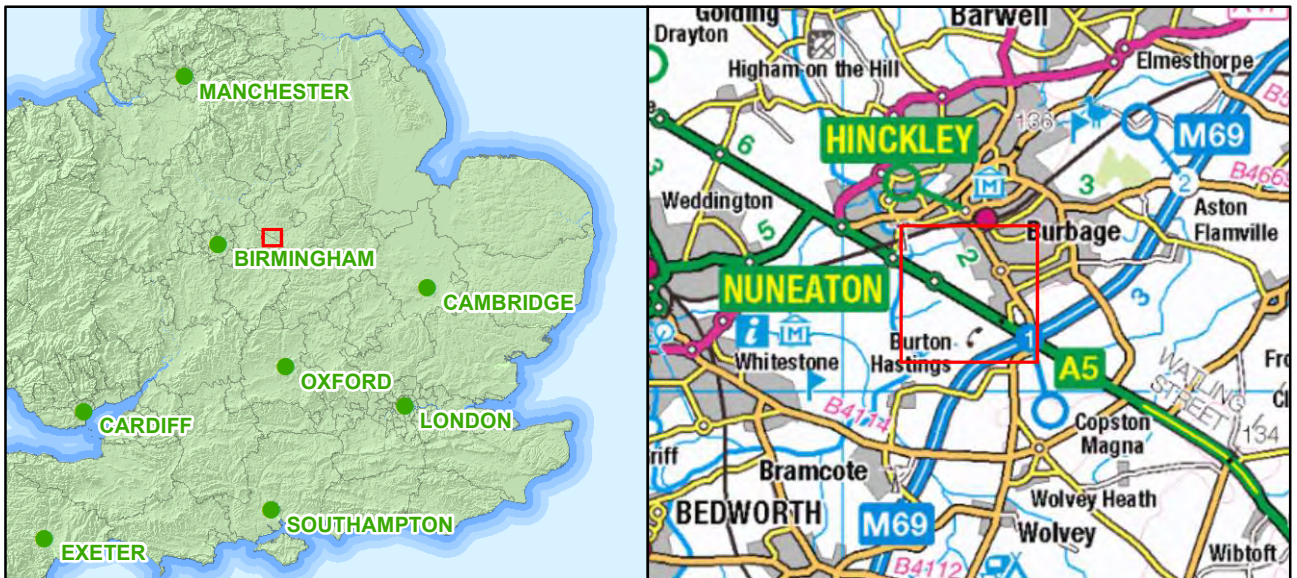 MANCHESTER
BIRMINGHAM
CAMBRIDGE
OXFORD
LONDON
CARDIFF
SOUTHAMPTON
EXETER
Golding
Barwell
Drayton
Higham on the Hill
Elmesthorpe
136
M69
6
HINCKLEY
B4669
3
2
Weddington
Aston
Flamville
5
Burbage
2
NUNEATON
3
3
Burton
Hastings
1
Whitestone
A5
WATLING
STREET
B4114
134
Copston
Magna
Bramcote
Wolvey Heath
BEDWORTH
M69
Wolvey
Wibtoft
B4112